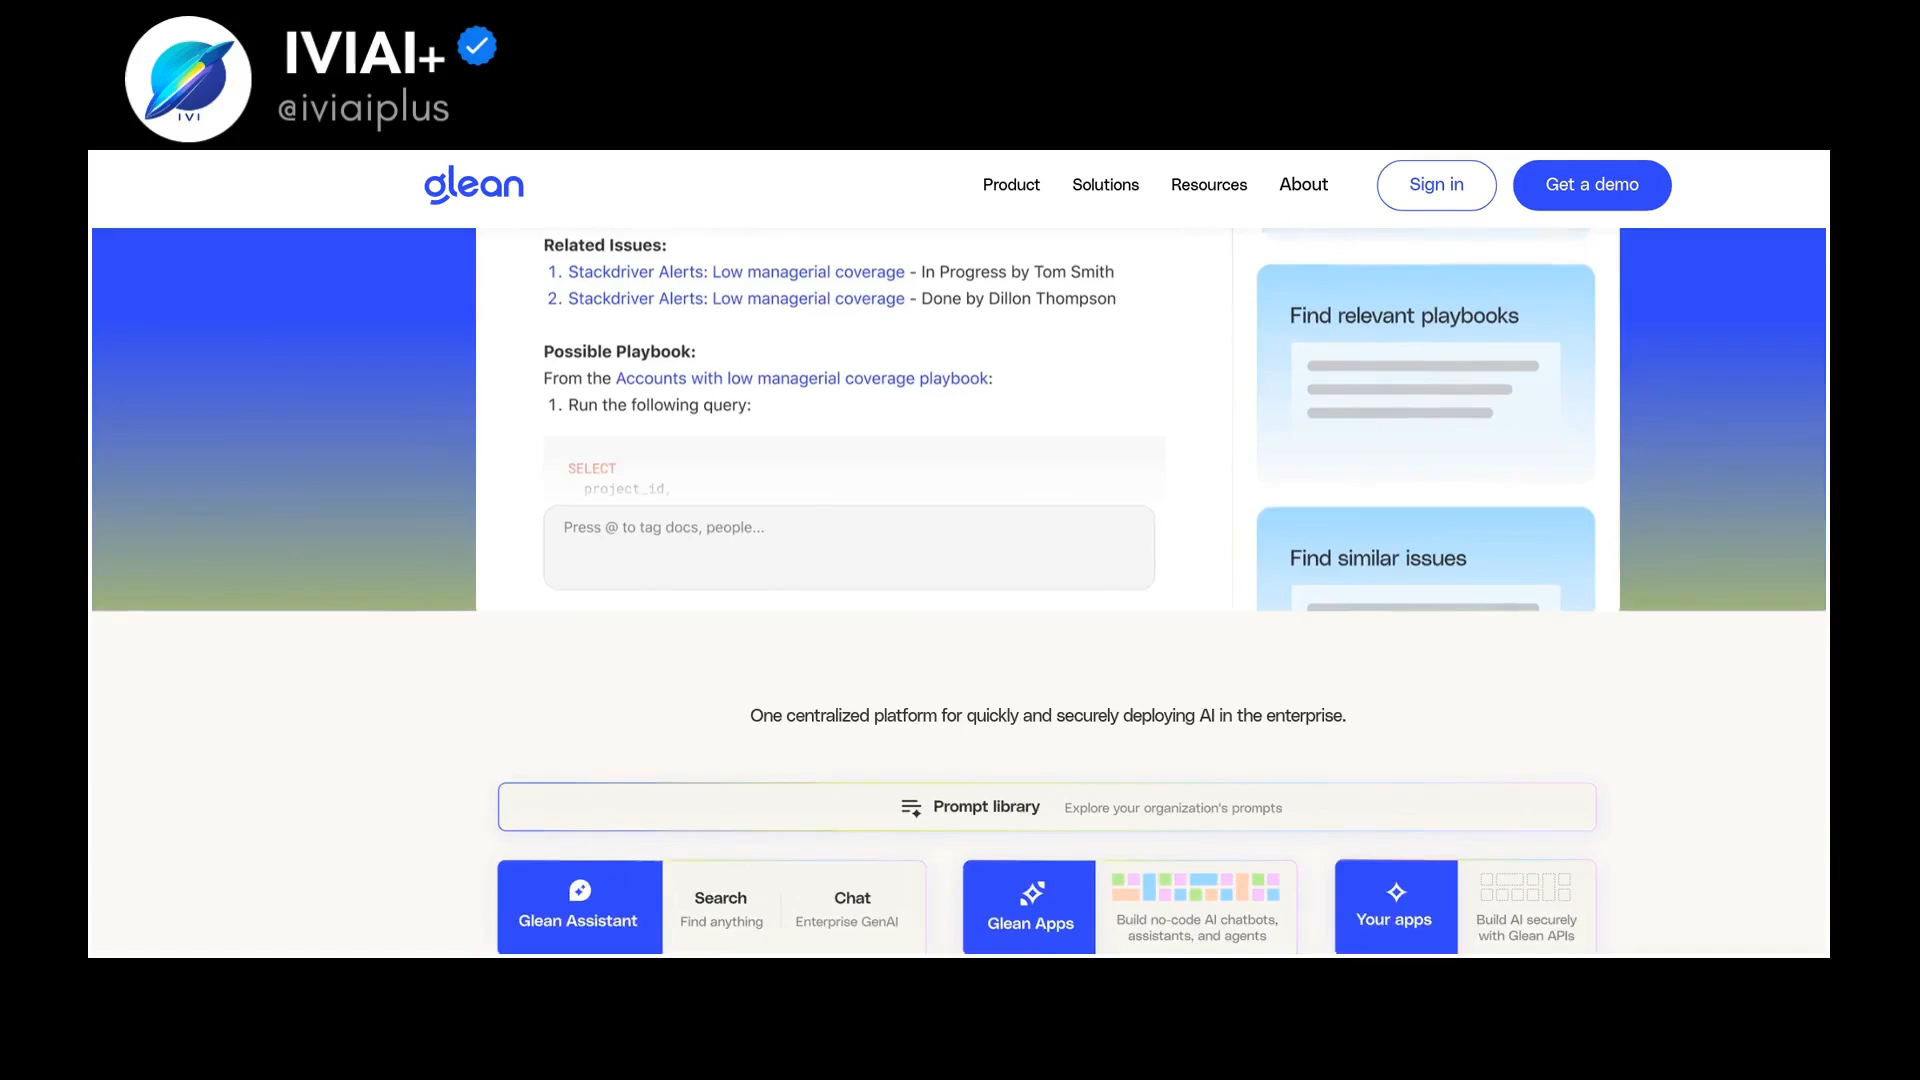 IVIAI+
@iviaiplus
IVI
glean
Product Solutions Resources About Sign in Get a demo
Related Issues:
1. Stackdriver Alerts: Low managerial coverage - In Progress by Tom Smith
2. Stackdriver Alerts: Low managerial coverage - Done by Dillon Thompson
Possible Playbook:
From the Accounts with low managerial coverage playbook:
1. Run the following query:
SELECT
project_id,
Press @ to tag docs, people...
Find relevant playbooks
Find similar issues
One centralized platform for quickly and securely deploying AI in the enterprise.
Prompt library Explore your organization's prompts
Glean Assistant
Search
Find anything
Chat
Enterprise GenAI
Glean Apps
Build no-code AI chatbots,
assistants, and agents
Your apps
Build AI securely
with Glean APIs